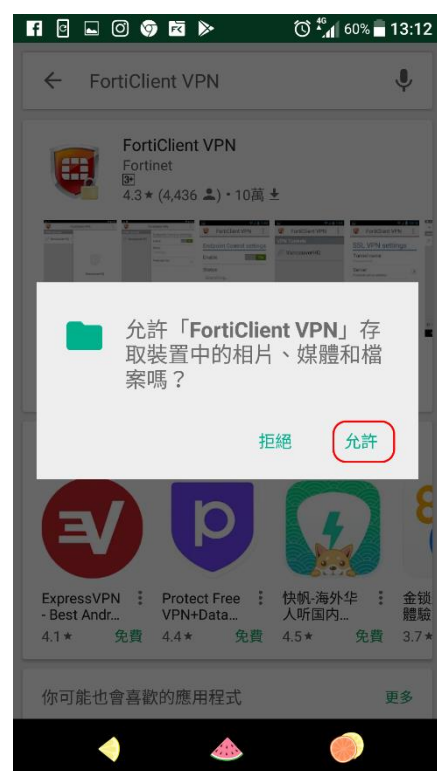 4G 60% 13:12
FortiClient VPN
FortiClient VPN
Fortinet
3+
4.3★ (4,436) • 10萬
允許「FortiClient VPN」存
取裝置中的相片、媒體和檔
案嗎？
拒絕 允許
ExpressVPN
- Best Andr...
4.1★ 免費
Protect Free
VPN+Data...
4.4★ 免費
快帆-海外华
人听国内...
4.5★ 免費
金锁
體驗
3.7★
你可能也會喜歡的應用程式 更多